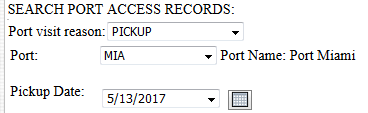 SEARCH PORT ACCESS RECORDS:
Port visit reason: PICKUP
Port: MIA Port Name: Port Miami
Pickup Date: 5/13/2017